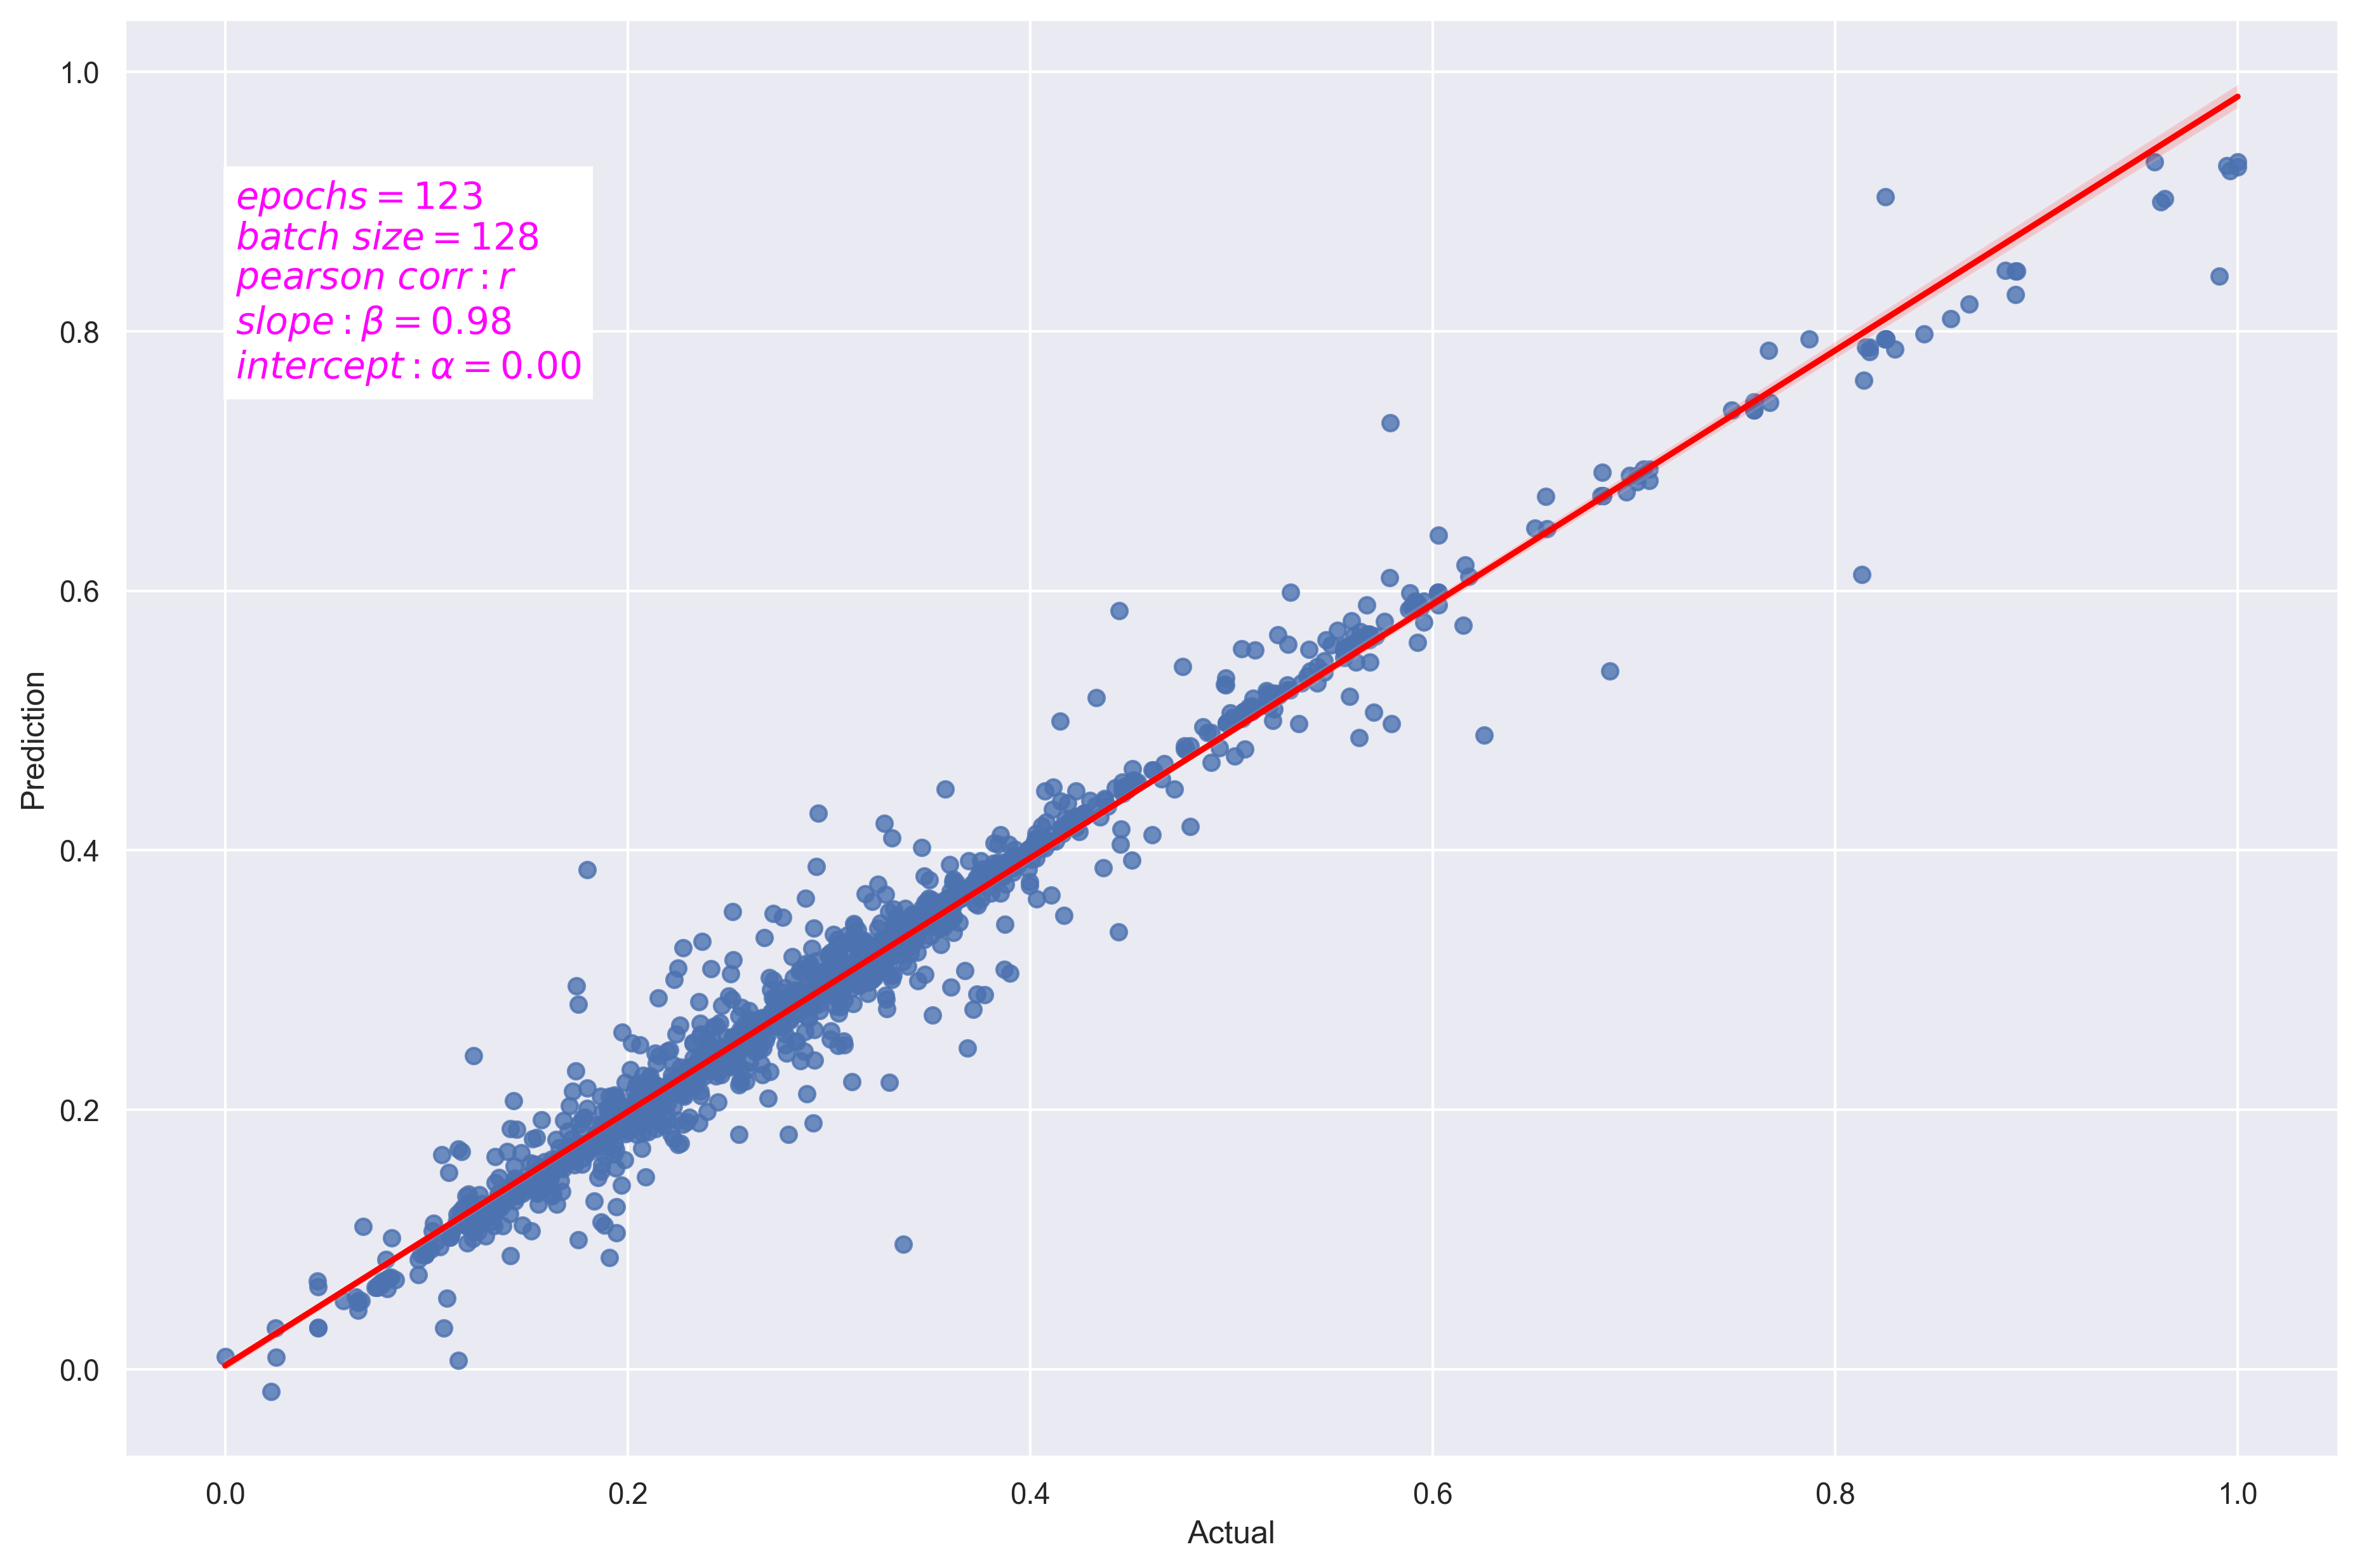 1.0
epochs = 123
batch size = 128
pearson corr : r
slope : β = 0.98
intercept : α = 0.00
0.8
0.6
Prediction
0.4
0.2
0.0
0.0 0.2 0.4 0.6 0.8 1.0
Actual